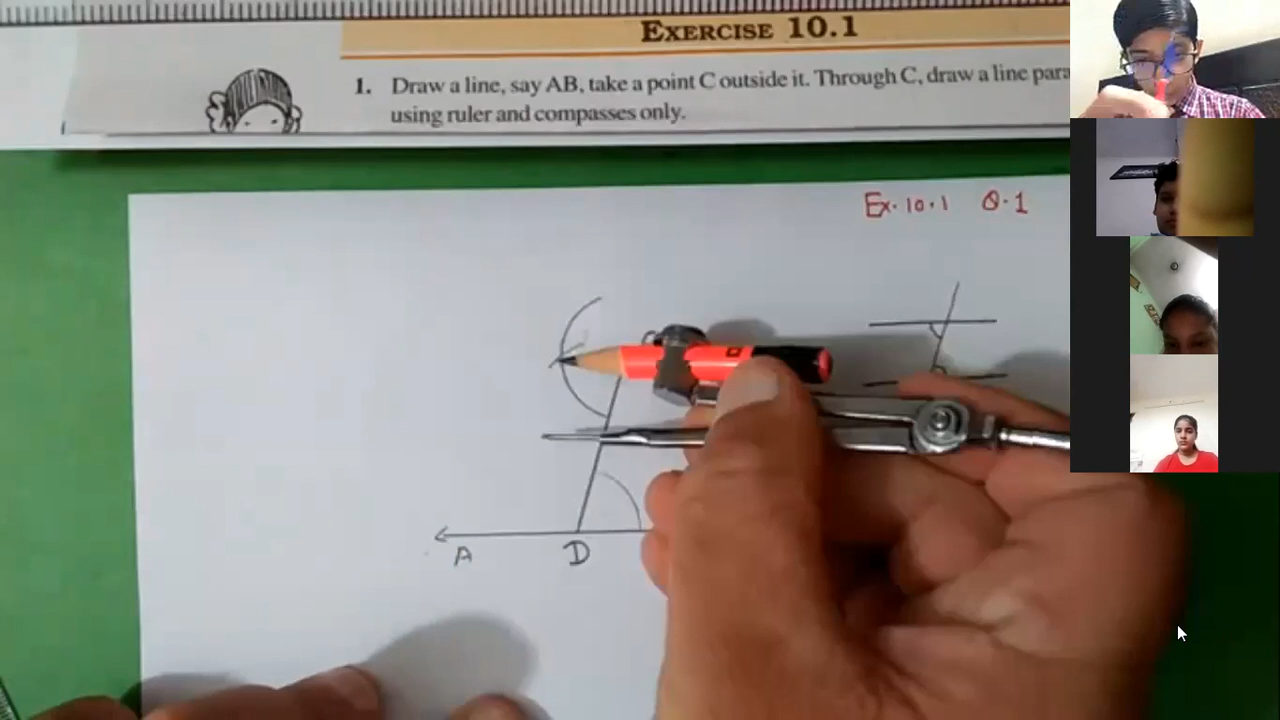 EXERCISE 10.1
1. Draw a line, say AB, take a point C outside it. Through C, draw a line
using ruler and compasses only.
Ex. 10.1 Q.1
A D